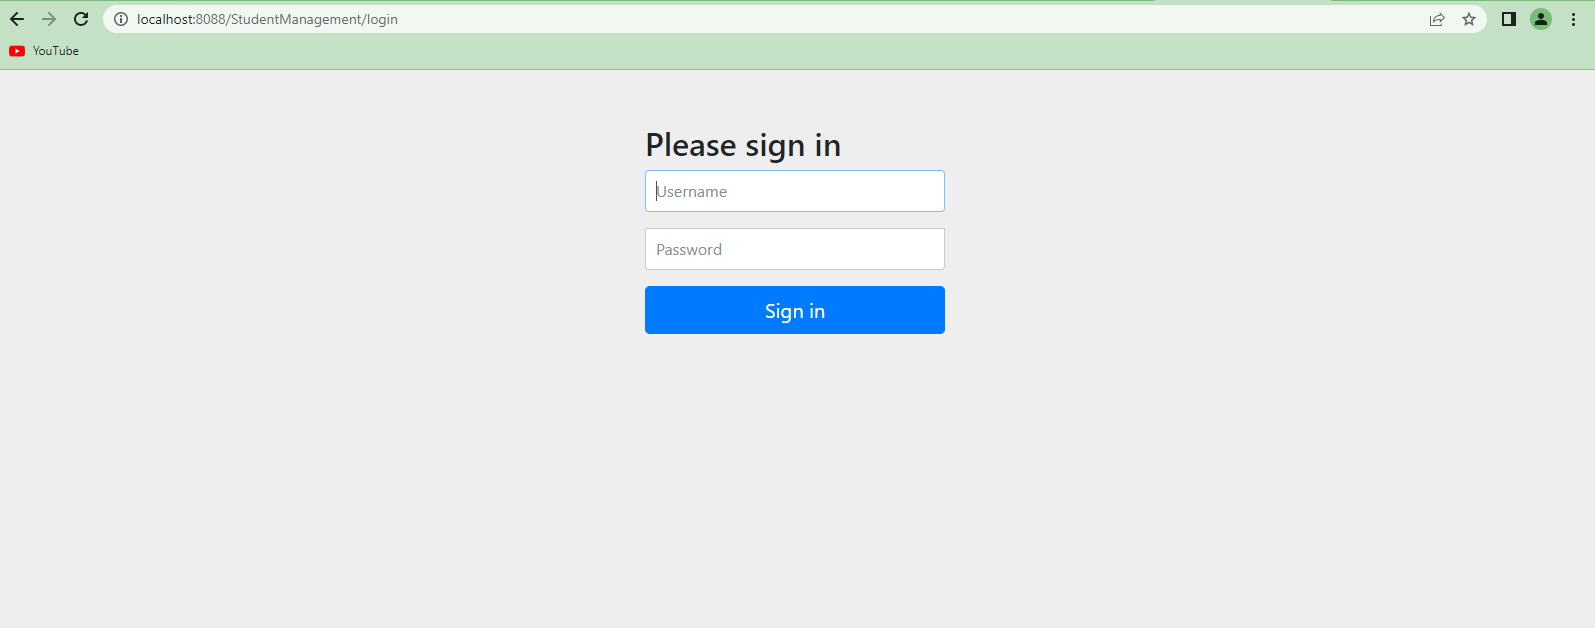 localhost:8088/StudentManagement/login
YouTube
Please sign in
Username
Password
Sign in